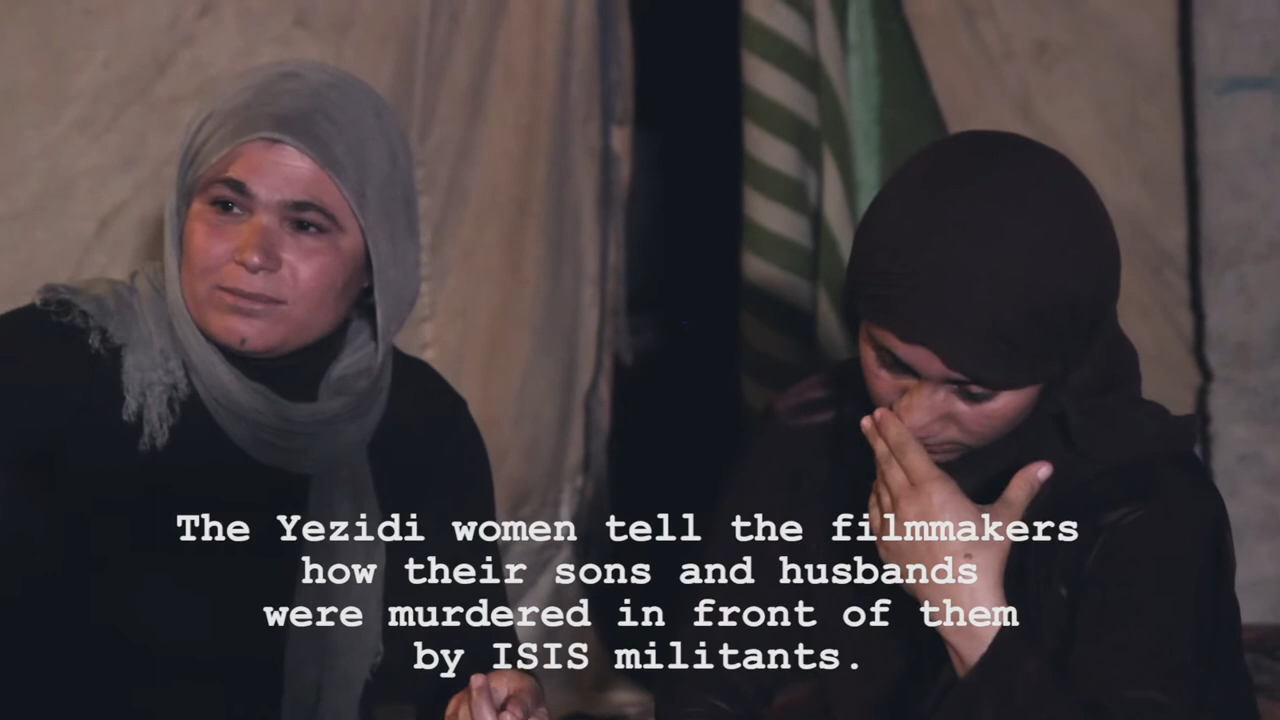 The Yezidi women tell the filmmakers
how their sons and husbands
were murdered in front of them
by ISIS militants.